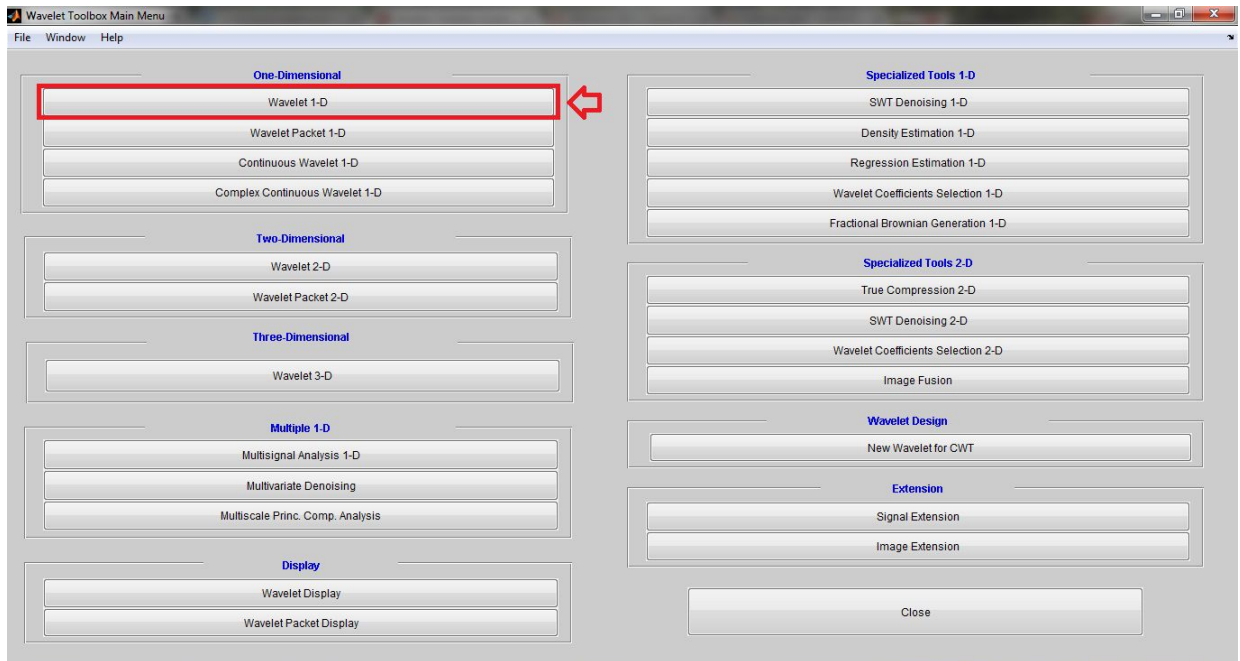 Wavelet Toolbox Main Menu
File Window Help
One-Dimensional
Wavelet 1-D
Wavelet Packet 1-D
Continuous Wavelet 1-D
Complex Continuous Wavelet 1-D
Two-Dimensional
Wavelet 2-D
Wavelet Packet 2-D
Three-Dimensional
Wavelet 3-D
Multiple 1-D
Multisignal Analysis 1-D
Multivariate Denoising
Multiscale Princ. Comp. Analysis
Display
Wavelet Display
Wavelet Packet Display
Specialized Tools 1-D
SWT Denoising 1-D
Density Estimation 1-D
Regression Estimation 1-D
Wavelet Coefficients Selection 1-D
Fractional Brownian Generation 1-D
Specialized Tools 2-D
True Compression 2-D
SWT Denoising 2-D
Wavelet Coefficients Selection 2-D
Image Fusion
Wavelet Design
New Wavelet for CWT
Extension
Signal Extension
Image Extension
Close